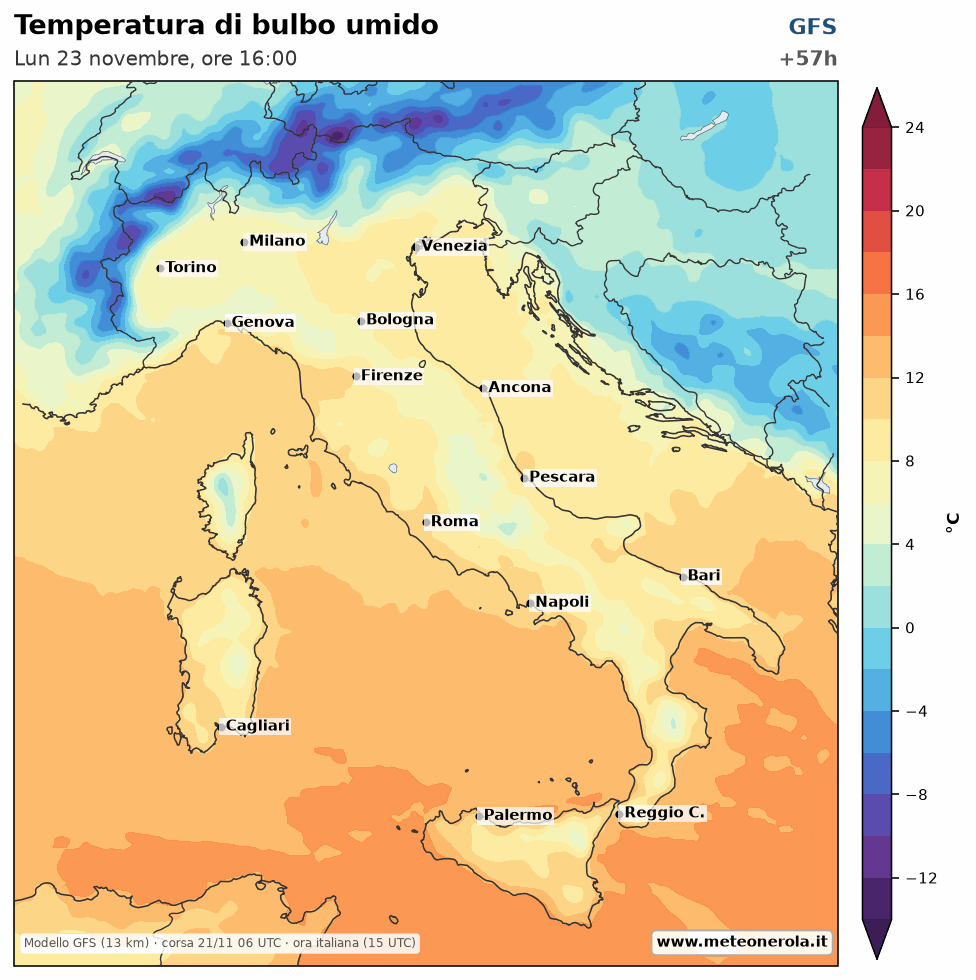 Temperatura di bulbo umido
GFS
Lun 23 novembre, ore 16:00
+57h
24
20
16
12
8
4
0
−4
−8
−12
°C
Milano
Venezia
Torino
Genova
Bologna
Firenze
Ancona
Pescara
Roma
Bari
Napoli
Cagliari
Palermo
Reggio C.
Modello GFS (13 km) · corsa 21/11 06 UTC · ora italiana (15 UTC)
www.meteonerola.it